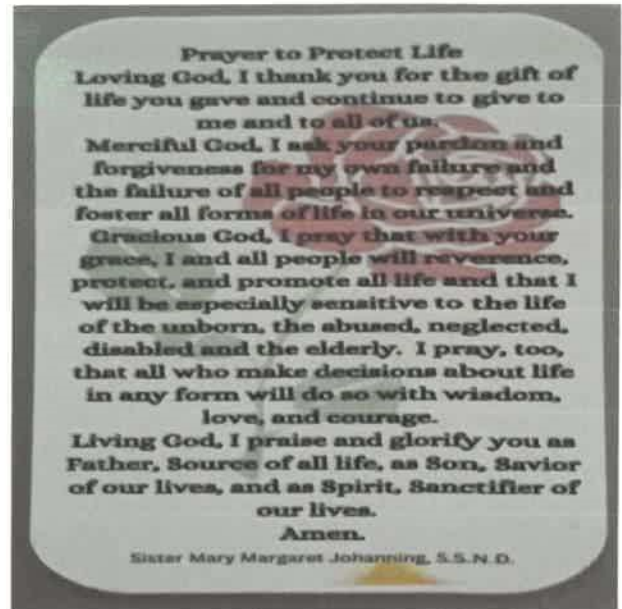 Prayer to Protect Life
Loving God, I thank you for the gift of
life you gave and continue to give to
me and to all of us.
Merciful God, I ask your pardon and
forgiveness for my own failure and
the failure of all people to respect and
foster all forms of life in our universe.
Gracious God, I pray that with your
grace, I and all people will reverence,
protect, and promote all life and that I
will be especially sensitive to the life
of the unborn, the abused, neglected,
disabled and the elderly. I pray, too,
that all who make decisions about life
in any form will do so with wisdom,
love, and courage.
Living God, I praise and glorify you as
Father, Source of all life, as Son, Savior
of our lives, and as Spirit, Sanctifier of
our lives.
Amen.
Sister Mary Margaret Johanning, S.S.N.D.